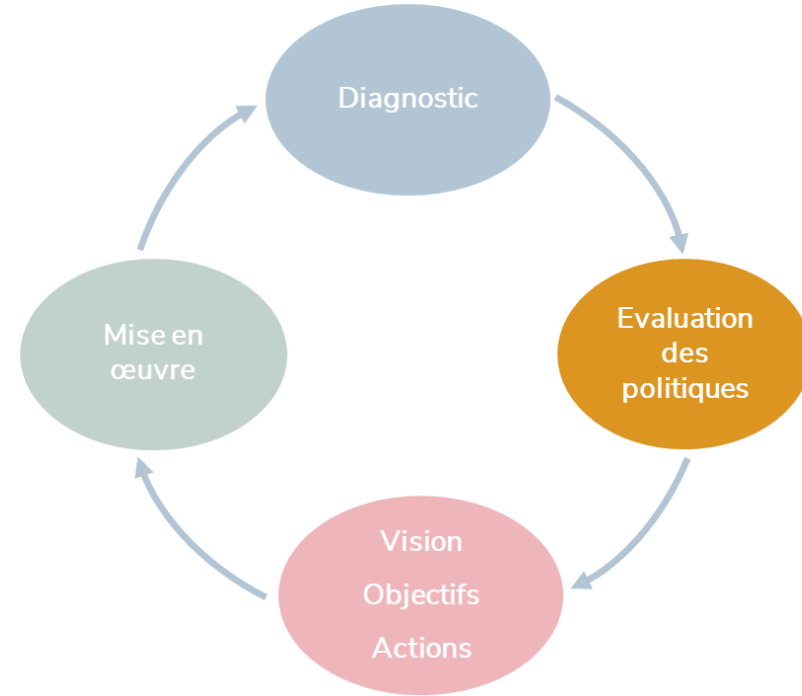 Diagnostic
Evaluation
des
politiques
Vision
Objectifs
Actions
Mise en
œuvre